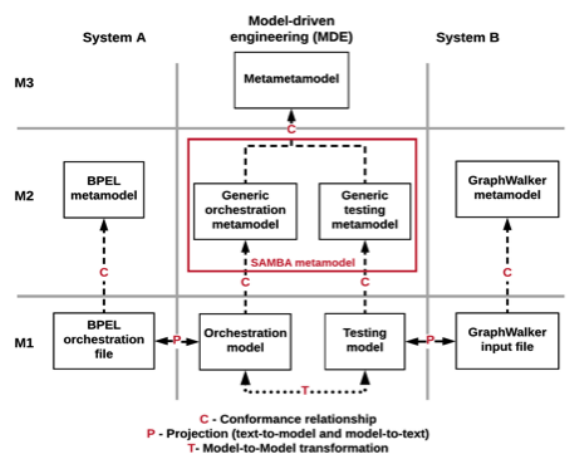 Model-driven
engineering (MDE)
System A
System B
M3
Metametamodel
C
M2
BPEL
metamodel
Generic
orchestration
metamodel
Generic
testing
metamodel
GraphWalker
metamodel
SAMBA metamodel
C
C
C
C
M1
BPEL
orchestration
file
P
Orchestration
model
Testing
model
P
GraphWalker
input file
T
C - Conformance relationship
P - Projection (text-to-model and model-to-text)
T- Model-to-Model transformation